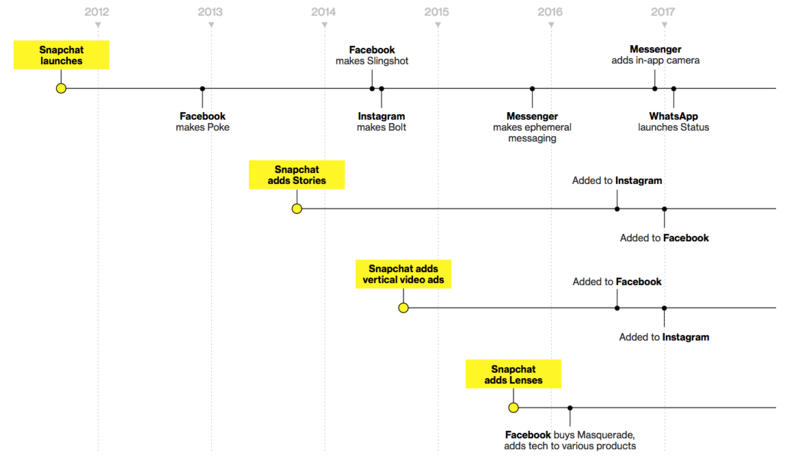 2012 2013 2014 2015 2016 2017
Snapchat
launches
Facebook
makes Slingshot
Messenger
adds in-app camera
Facebook
makes Poke
Instagram
makes Bolt
Messenger
makes ephemeral
messaging
WhatsApp
launches Status
Snapchat
adds Stories
Added to Instagram
Added to Facebook
Snapchat adds
vertical video ads
Added to Facebook
Added to Instagram
Snapchat
adds Lenses
Facebook buys Masquerade,
adds tech to various products